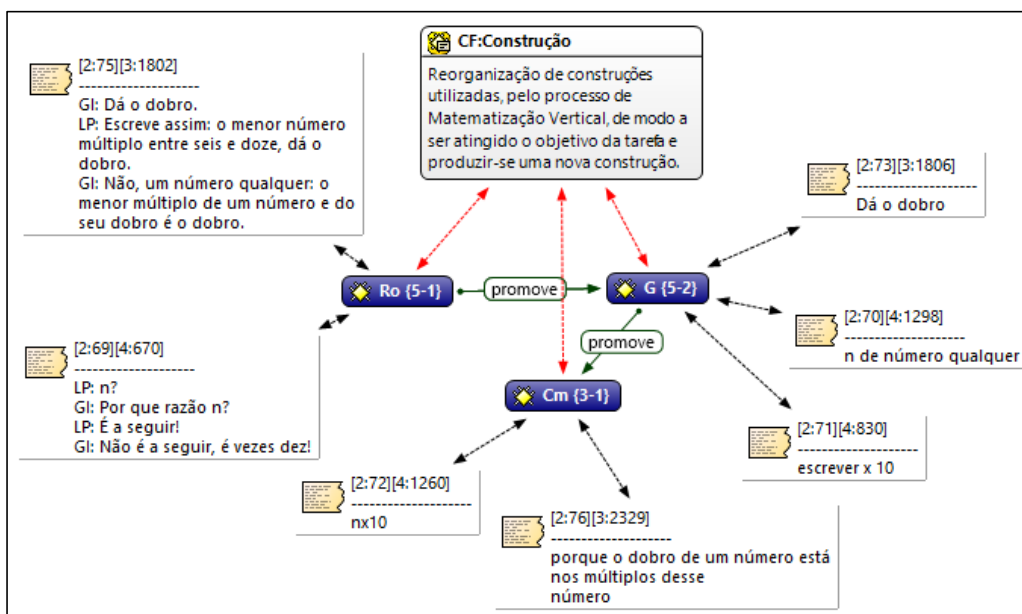 CF:Construção
Reorganização de construções
utilizadas, pelo processo de
Matematização Vertical, de modo a
ser atingido o objetivo da tarefa e
produzir-se uma nova construção.
[2:75][3:1802]
--------------------
GI: Dá o dobro.
LP: Escreve assim: o menor número
múltiplo entre seis e doze, dá o
dobro.
GI: Não, um número qualquer: o
menor múltiplo de um número e do
seu dobro é o dobro.
[2:73][3:1806]
--------------------
Dá o dobro
Ro {5-1}
promove
G {5-2}
promove
[2:70][4:1298]
--------------------
n de número qualquer
[2:69][4:670]
--------------------
LP: n?
GI: Por que razão n?
LP: É a seguir!
GI: Não é a seguir, é vezes dez!
Cm {3-1}
[2:71][4:830]
--------------------
escrever x 10
[2:72][4:1260]
--------------------
nx10
[2:76][3:2329]
--------------------
porque o dobro de um número está
nos múltiplos desse
número